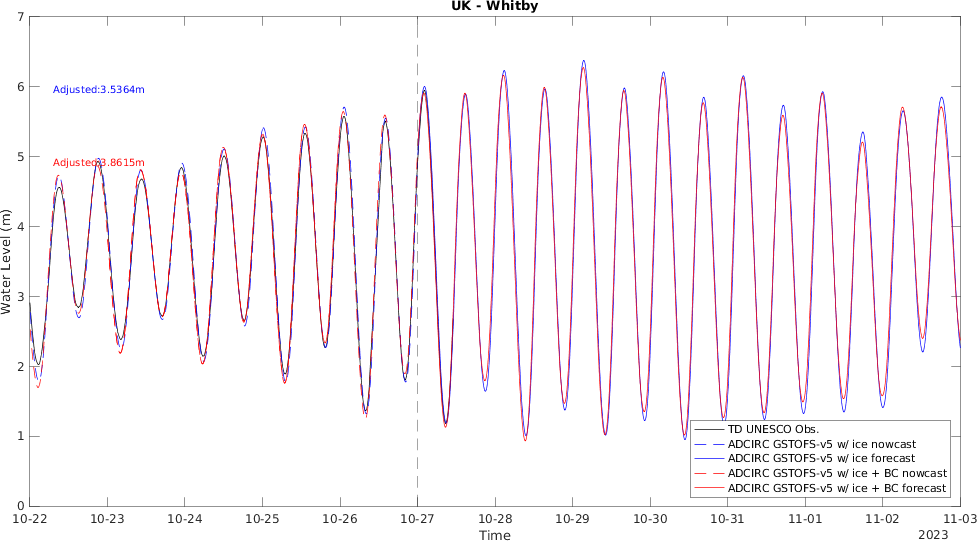 UK - Whitby
7
6
5
4
3
2
1
0
Water Level (m)
Adjusted:3.5364m
Adjusted:3.8615m
TD UNESCO Obs.
ADCIRC GSTOFS-v5 w/ ice nowcast
ADCIRC GSTOFS-v5 w/ ice forecast
ADCIRC GSTOFS-v5 w/ ice + BC nowcast
ADCIRC GSTOFS-v5 w/ ice + BC forecast
10-22 10-23 10-24 10-25 10-26 10-27 10-28 10-29 10-30 10-31 11-01 11-02 11-03
Time
2023